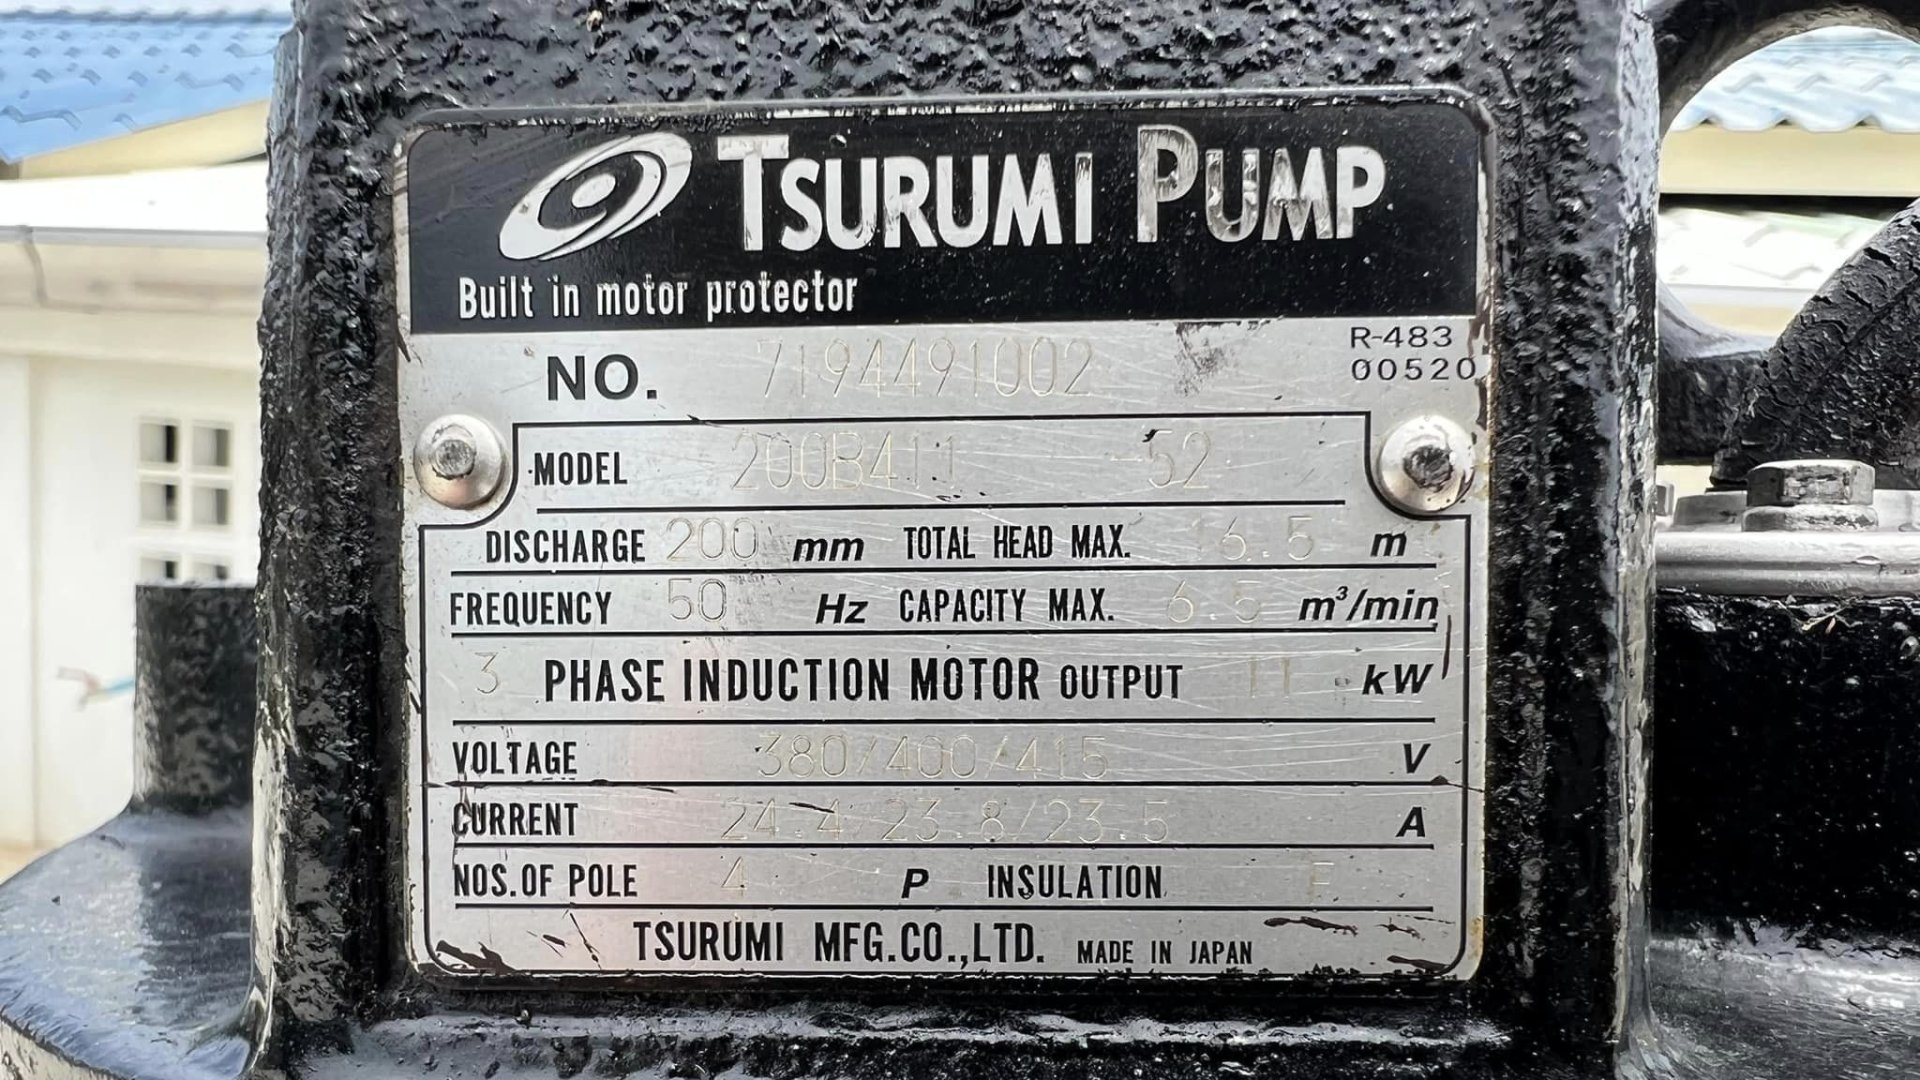 TSURUMI PUMP
Built in motor protector
NO. 7194491002 R-483 00520
MODEL 200B411 -52
DISCHARGE 200 mm TOTAL HEAD MAX. 16.5 m
FREQUENCY 50 Hz CAPACITY MAX. 6.5 m³/min
3 PHASE INDUCTION MOTOR OUTPUT 11 kW
VOLTAGE 380/400/415 V
CURRENT 24.4/23.8/23.5 A
NOS.OF POLE 4 P INSULATION F
TSURUMI MFG.CO.,LTD. MADE IN JAPAN